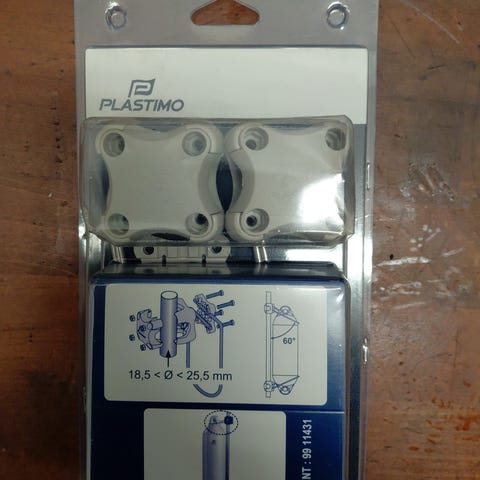 PLASTIMO
60°
18,5 < Ø < 25,5 mm
NT : 99 11431